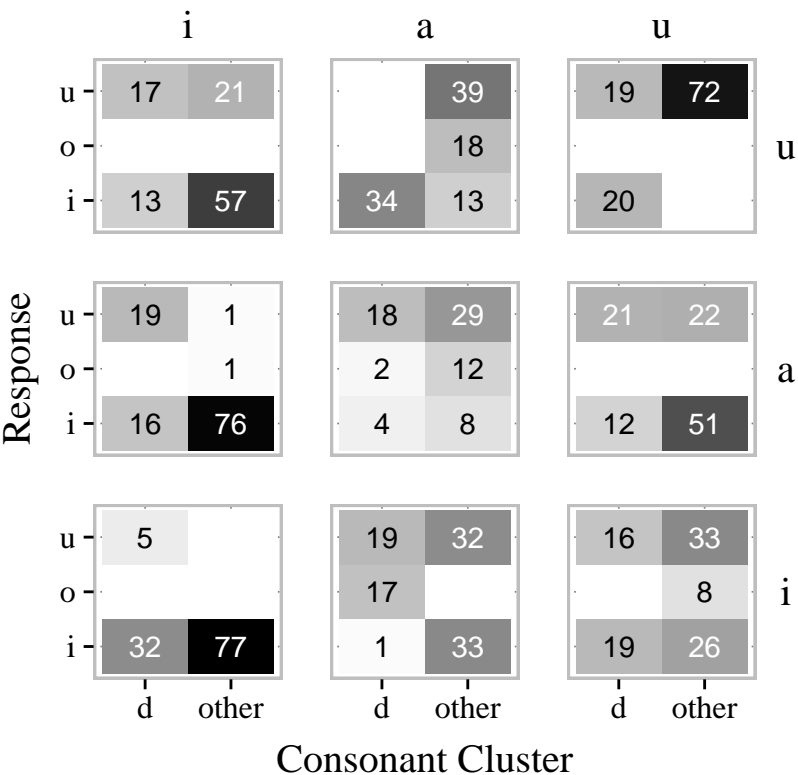 i a u
u 17 21 39 19 72
o 18 u
i 13 57 34 13 20
Response
u 19 1 18 29 21 22
o 1 2 12 a
i 16 76 4 8 12 51
u 5 19 32 16 33
o 17 8 i
i 32 77 1 33 19 26
d other d other d other
Consonant Cluster